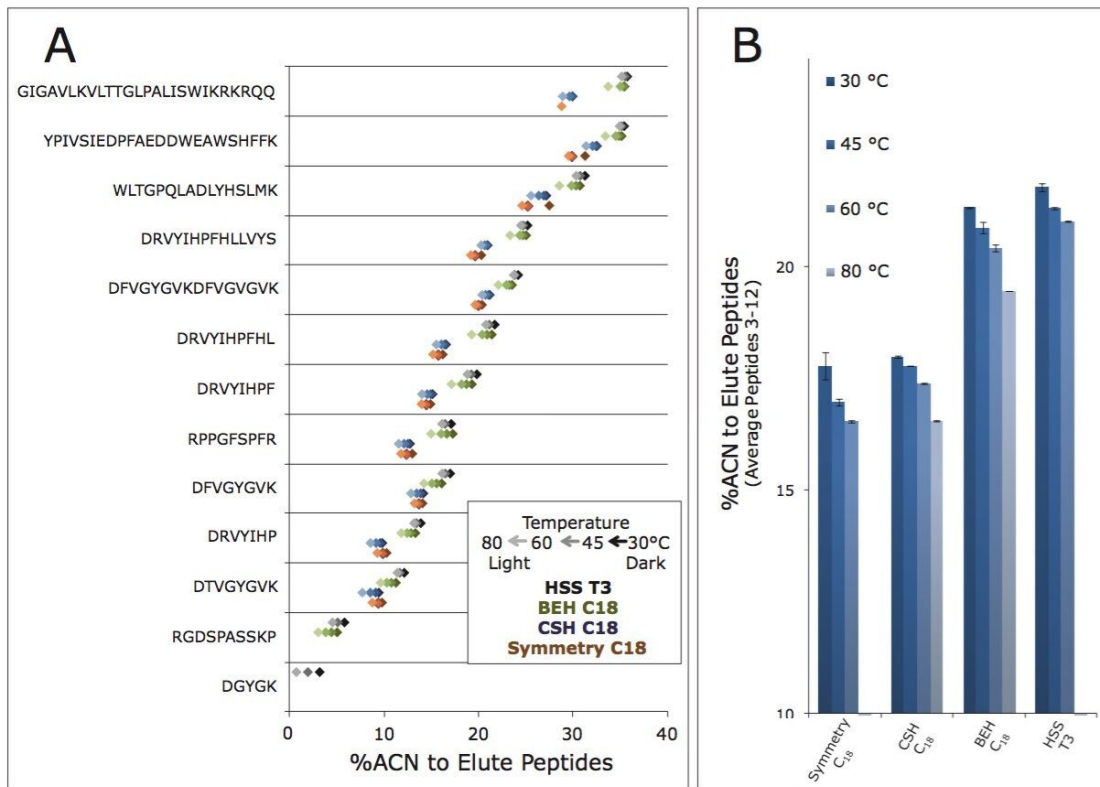 A
GIGAVLKVLTTGLPALISWIKRKRQQ
YPIVSIEDPFAEDDWEAWSHFFK
WLTGPQLADLYHSLMK
DRVYIHPFHLLVYS
DFVGYGVKDFVGVGVK
DRVYIHPFHL
DRVYIHPF
RPPGFSPFR
DFVGYGVK
DRVYIHP
DTVGYGVK
RGDSPASSKP
DGYGK
Temperature
80 60 45 30°C
Light Dark
HSS T3
BEH C18
CSH C18
Symmetry C18
0 10 20 30 40
%ACN to Elute Peptides
B
30 °C
45 °C
60 °C
80 °C
%ACN to Elute Peptides
(Average Peptides 3-12)
20
15
10
Symmetry
C18
CSH
C18
BEH
C18
HSS
T3